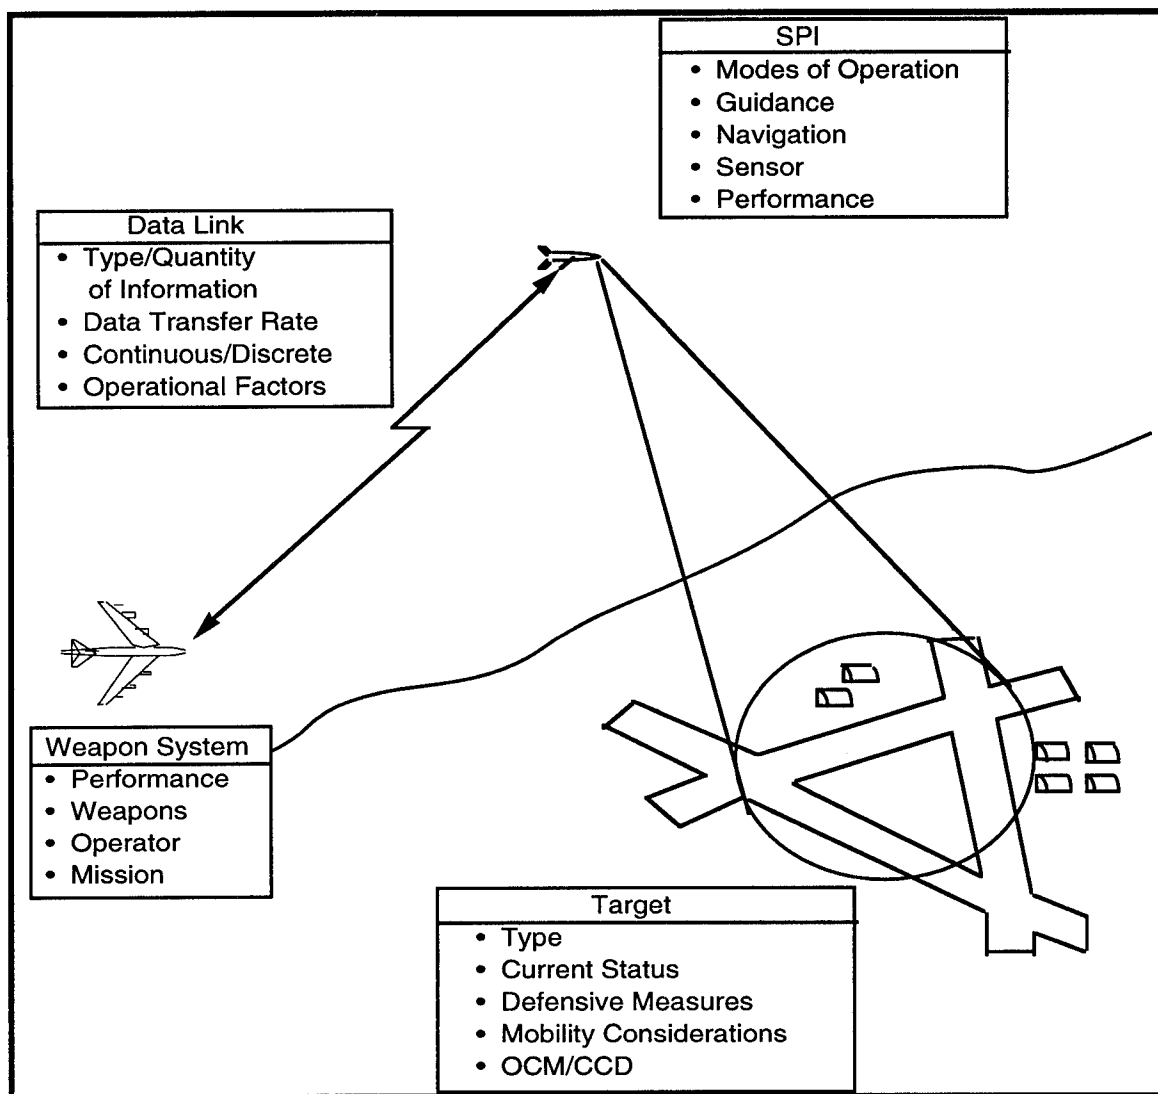 SPI
• Modes of Operation
• Guidance
• Navigation
• Sensor
• Performance
Data Link
• Type/Quantity
of Information
• Data Transfer Rate
• Continuous/Discrete
• Operational Factors
Weapon System
• Performance
• Weapons
• Operator
• Mission
Target
• Type
• Current Status
• Defensive Measures
• Mobility Considerations
• OCM/CCD